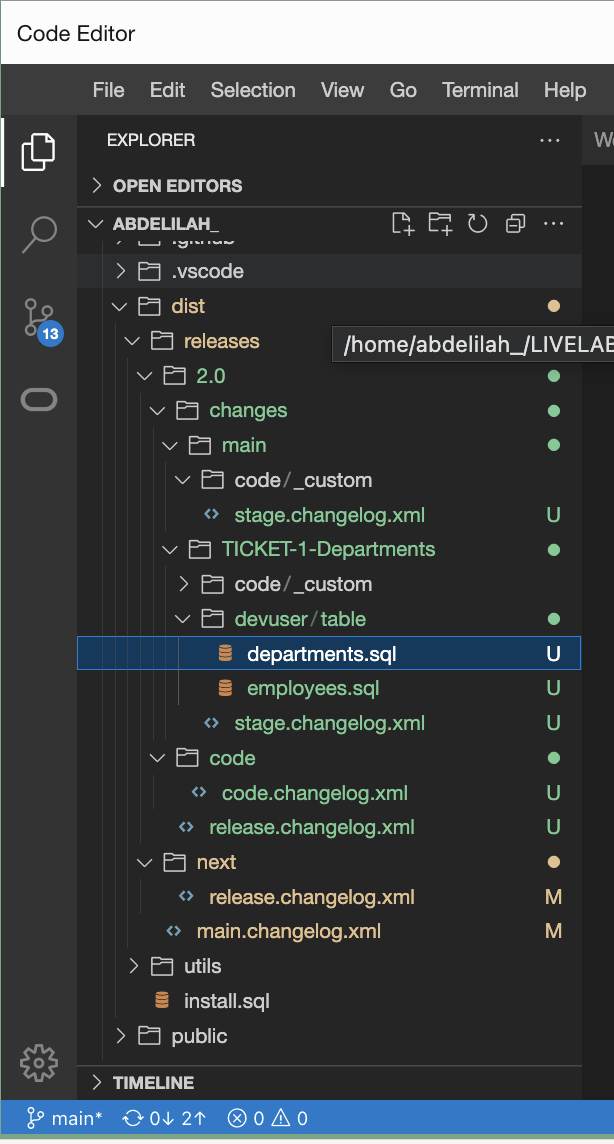 Code Editor
File Edit Selection View Go Terminal Help
EXPLORER
OPEN EDITORS
ABDELILAH_
.github
.vscode
dist
releases
/home/abdelilah_/LIVELAB
2.0
changes
main
code/_custom
stage.changelog.xml U
TICKET-1-Departments
code/_custom
devuser/table
departments.sql U
employees.sql U
stage.changelog.xml U
code
code.changelog.xml U
release.changelog.xml U
next
release.changelog.xml M
main.changelog.xml M
utils
install.sql
public
TIMELINE
13
main* 0↓ 2↑ 0 0